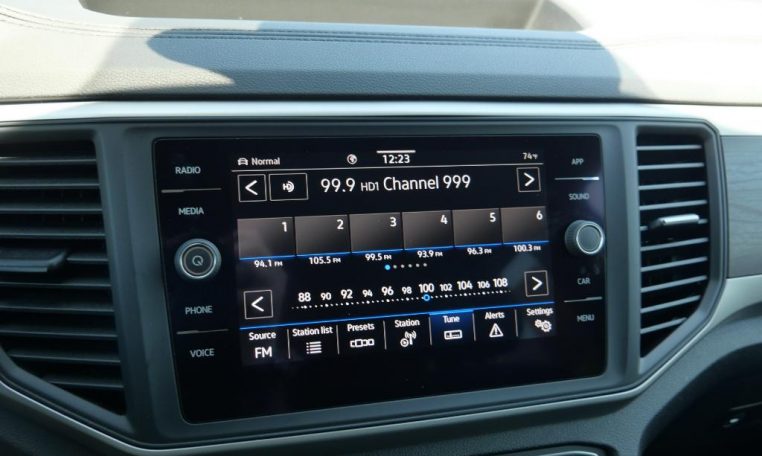 RADIO
MEDIA
PHONE
VOICE
Normal 12:23 74°F
99.9 HD1 Channel 999
1 2 3 4 5 6
94.1 FM 105.5 FM 99.5 FM 93.9 FM 96.3 FM 100.3 FM
88 90 92 94 96 98 100 102 104 106 108
Source Station list Presets Station Tune Alerts Settings
FM
APP
SOUND
CAR
MENU